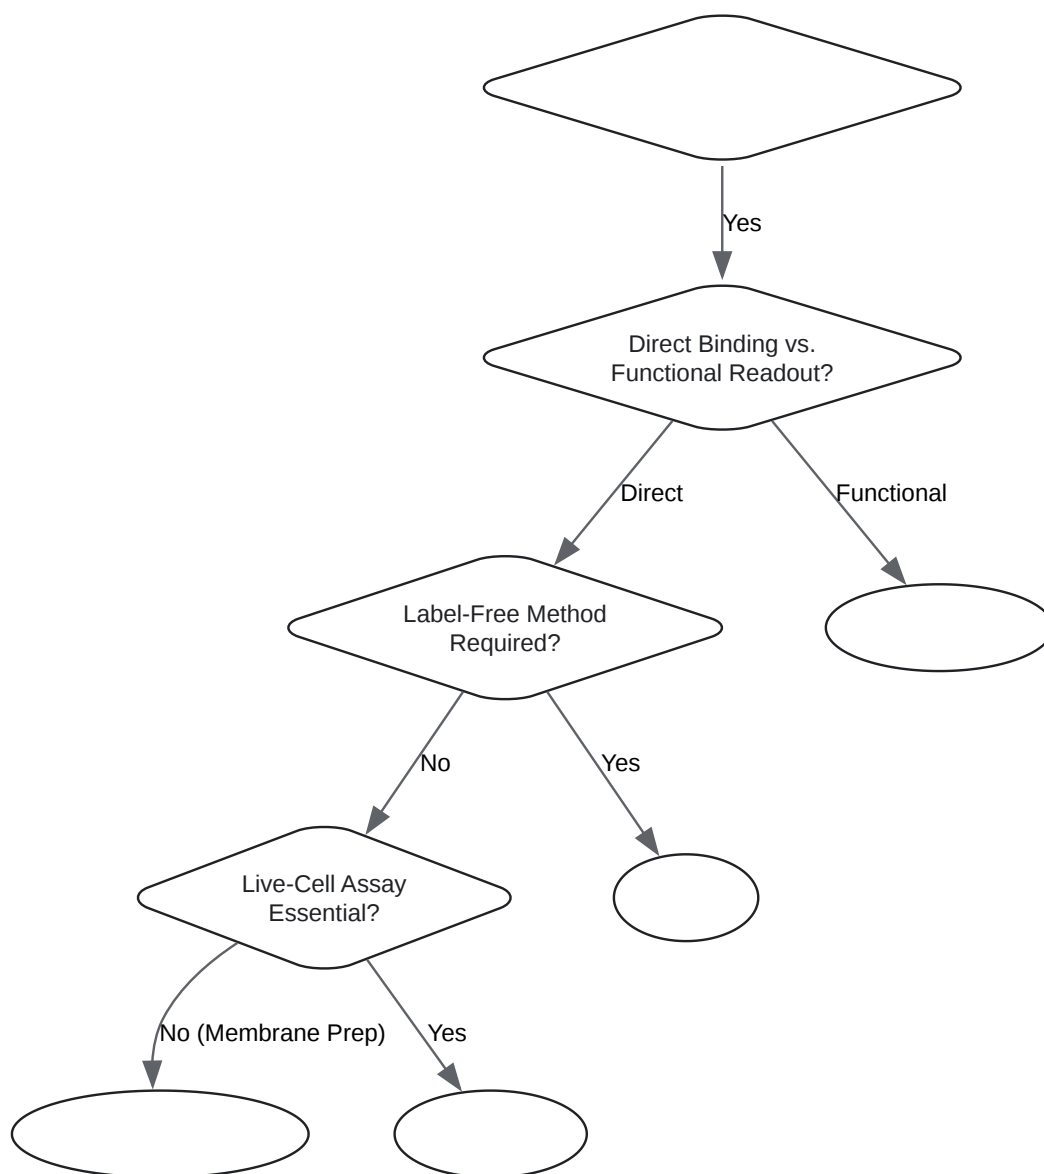 Yes
Direct Binding vs.
Functional Readout?
Direct
Functional
Label-Free Method
Required?
No
Yes
Live-Cell Assay
Essential?
No (Membrane Prep)
Yes